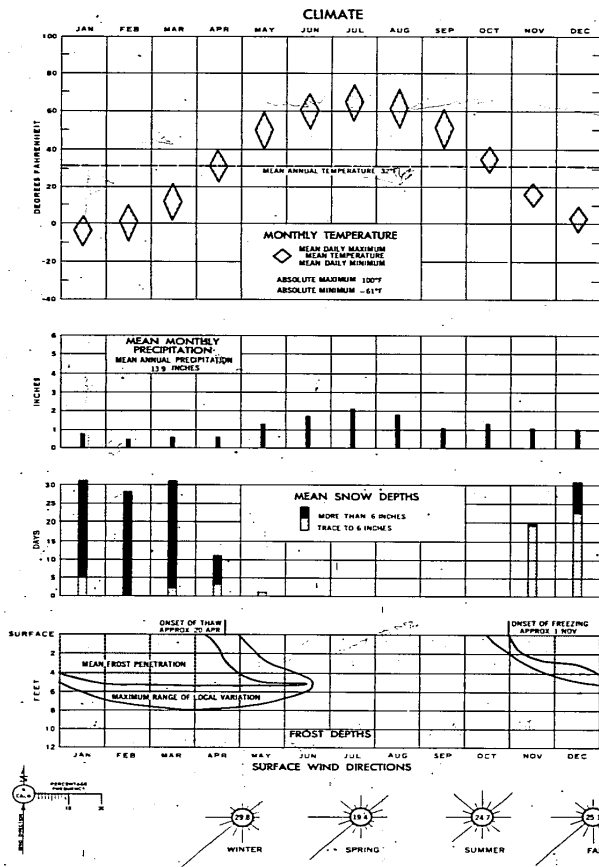 CLIMATE
JAN FEB MAR APR MAY JUN JUL AUG SEP OCT NOV DEC
100
80
60
40
20
0
-20
-40
DEGREES FAHRENHEIT
MEAN ANNUAL TEMPERATURE 32°F
MONTHLY TEMPERATURE
MEAN DAILY MAXIMUM
MEAN TEMPERATURE
MEAN DAILY MINIMUM
ABSOLUTE MAXIMUM 100°F
ABSOLUTE MINIMUM -61°F
6
5
4
3
2
1
0
INCHES
MEAN MONTHLY
PRECIPITATION
MEAN ANNUAL PRECIPITATION
13.9 INCHES
30
25
20
15
10
5
0
DAYS
MEAN SNOW DEPTHS
MORE THAN 6 INCHES
TRACE TO 6 INCHES
ONSET OF THAW
APPROX 20 APR
ONSET OF FREEZING
APPROX 1 NOV
SURFACE
2
4
6
8
10
12
FEET
MEAN FROST PENETRATION
MAXIMUM RANGE OF LOCAL VARIATION
FROST DEPTHS
JAN FEB MAR APR MAY JUN JUL AUG SEP OCT NOV DEC
SURFACE WIND DIRECTIONS
PERCENTAGE
FREQUENCY
CALM
29.8
19.4
24.7
WINTER
SPRING
SUMMER